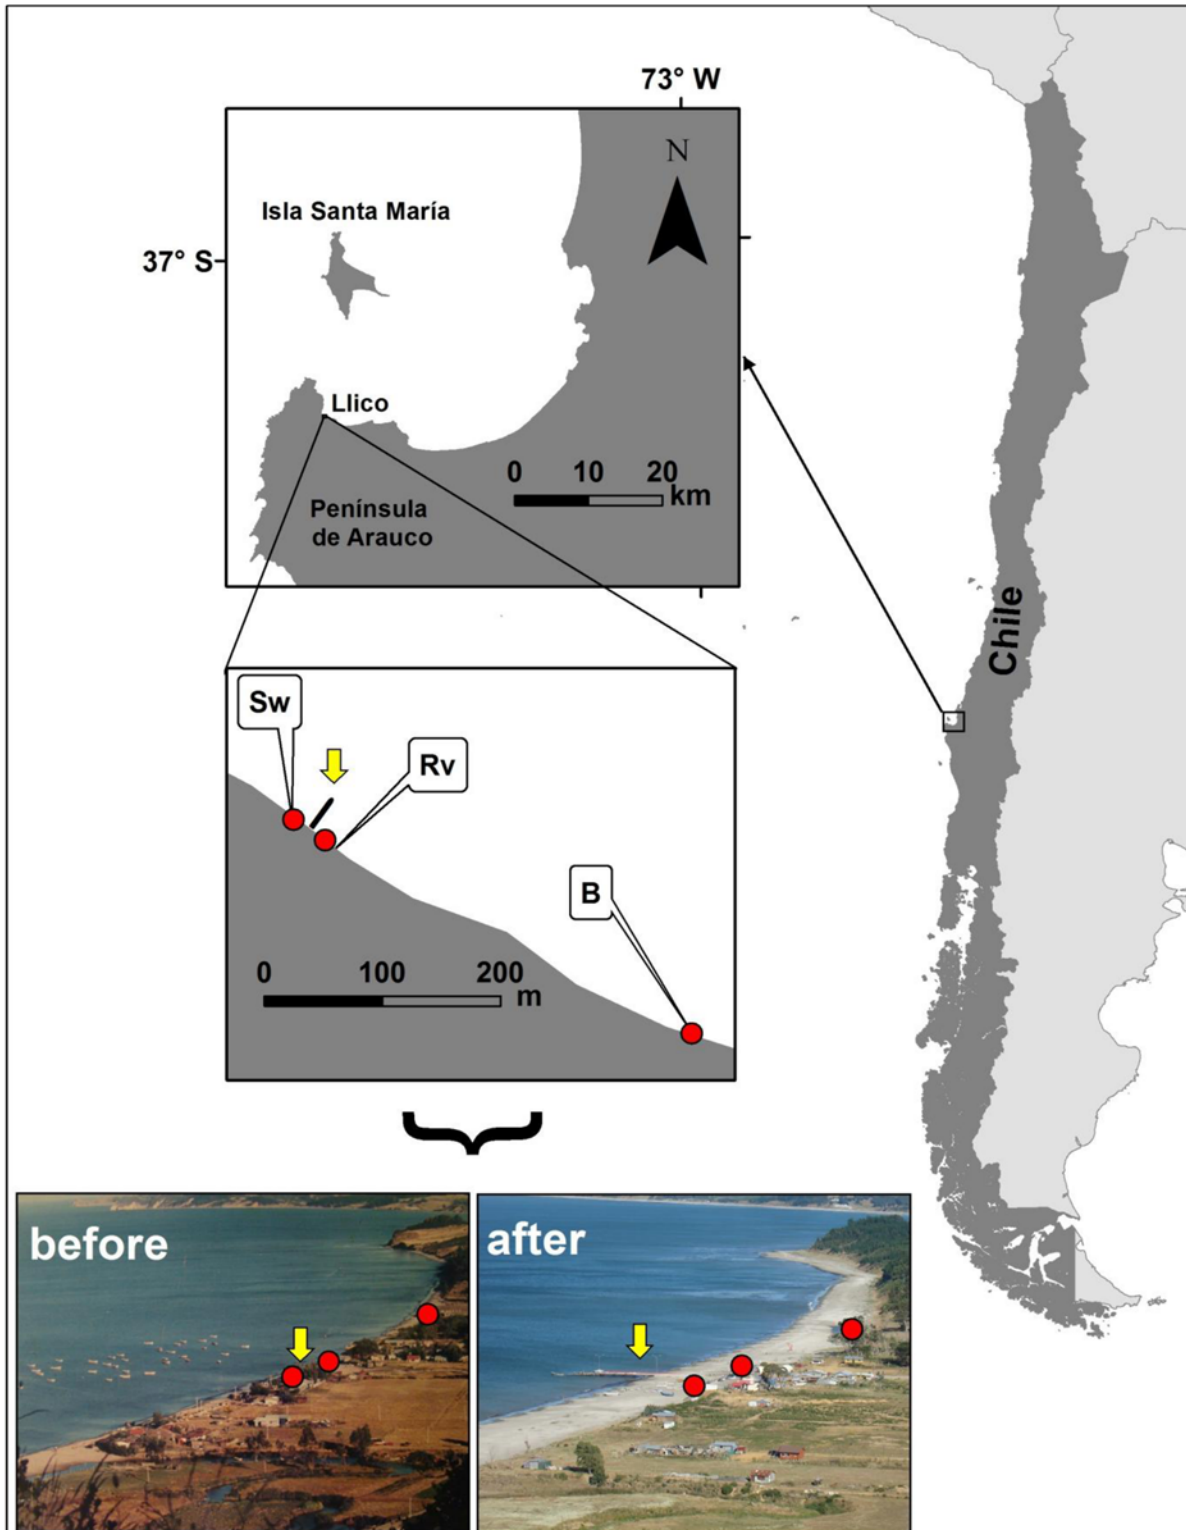 73° W
N
Isla Santa María
37° S
Llico
0 10 20
km
Península
de Arauco
Chile
Sw
Rv
B
0 100 200
m
before
after